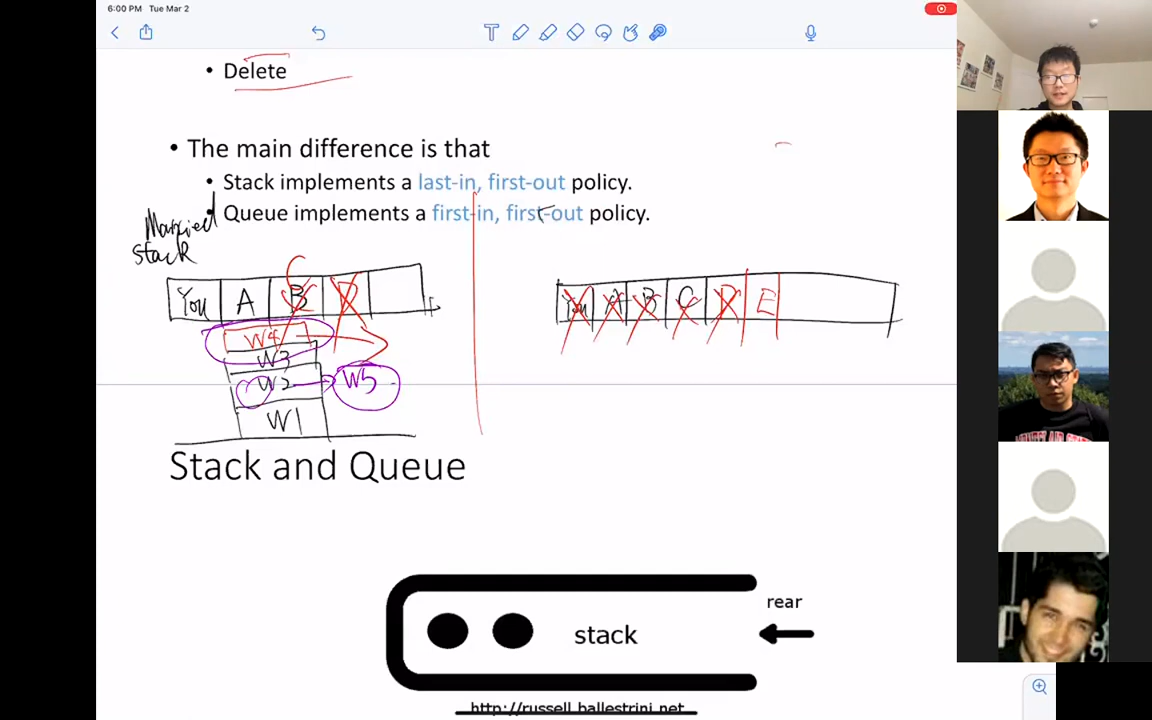 6:00 PM Tue Mar 2
• Delete
• The main difference is that
• Stack implements a last-in, first-out policy.
• Queue implements a first-in, first-out policy.
Married
stack
You A B D
You A B C D E
W4
W3
W2 W5
W1
Stack and Queue
rear
stack
http://russell.ballestrini.net